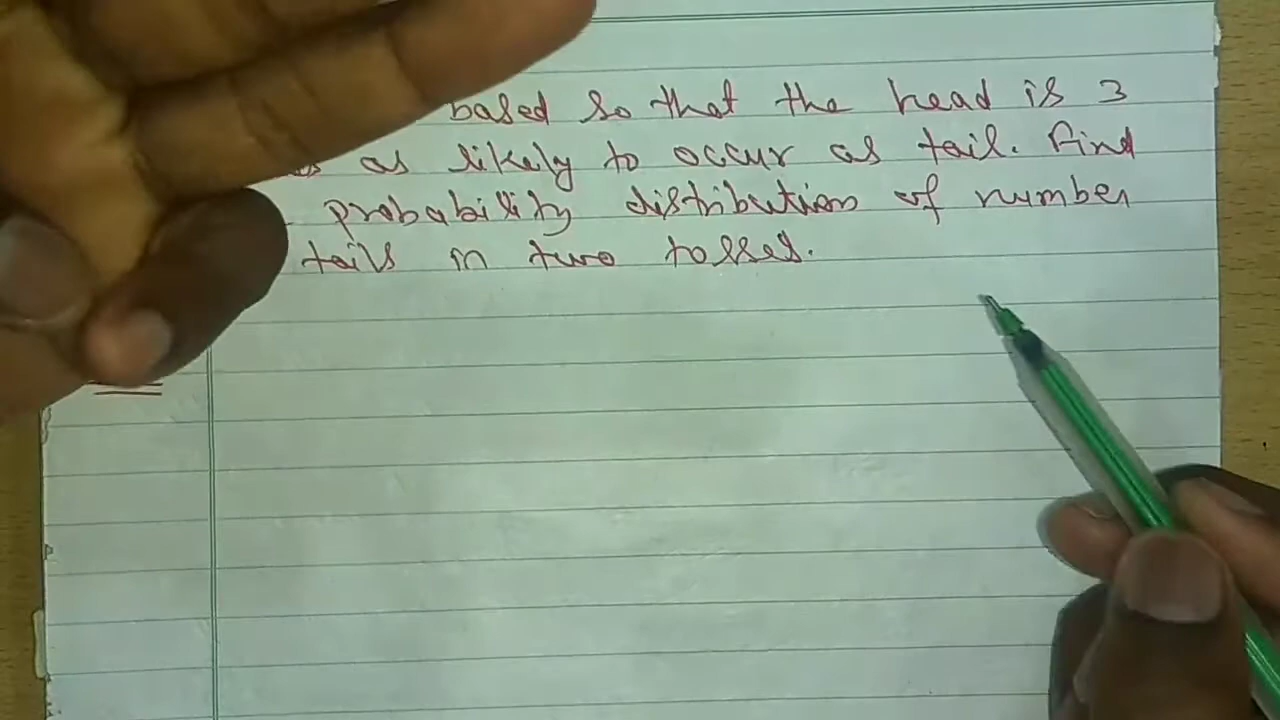 based so that the head is 3
as likely to occur as tail. Find
probability distribution of number
tails in two tosses.